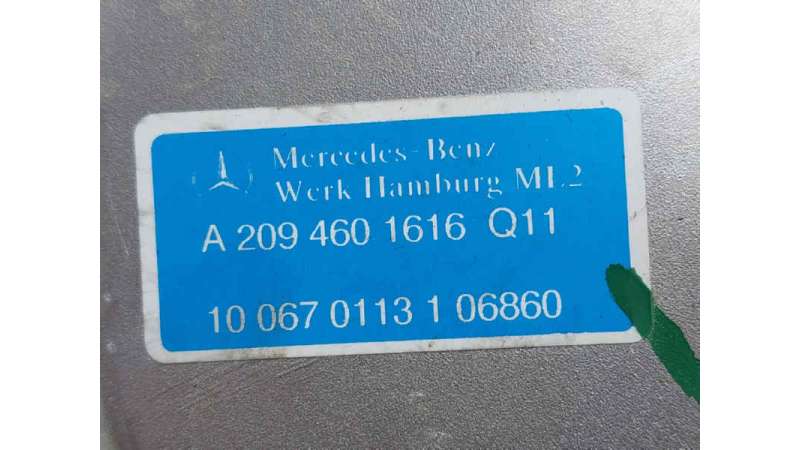 Mercedes-Benz
Werk Hamburg ML2
A 209 460 1616 Q11
10 067 0113 1 06860